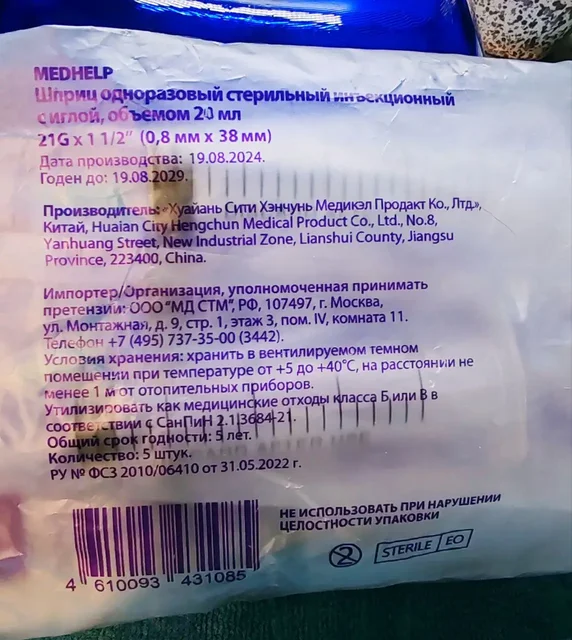 MEDHELP
Шприц одноразовый стерильный инъекционный
с иглой, объемом 20 мл
21G x 1 1/2" (0,8 мм х 38 мм)
Дата производства: 19.08.2024.
Годен до: 19.08.2029.
Производитель: «Хуайань Сити Хэнчунь Медикэл Продакт Ко., Лтд.»,
Китай, Huaian City Hengchun Medical Product Co., Ltd., No.8,
Yanhuang Street, New Industrial Zone, Lianshui County, Jiangsu
Province, 223400, China.
Импортер/Организация, уполномоченная принимать
претензии: ООО "МД СТМ", РФ, 107497, г. Москва,
ул. Монтажная, д. 9, стр. 1, этаж 3, пом. IV, комната 11.
Телефон +7 (495) 737-35-00 (3442).
Условия хранения: хранить в вентилируемом темном
помещении при температуре от +5 до +40°С, на расстоянии не
менее 1 м от отопительных приборов.
Утилизировать как медицинские отходы класса Б или В в
соответствии с СанПиН 2.1.3684-21.
Общий срок годности: 5 лет.
Количество: 5 штук.
РУ № ФСЗ 2010/06410 от 31.05.2022 г.
НЕ ИСПОЛЬЗОВАТЬ ПРИ НАРУШЕНИИ
ЦЕЛОСТНОСТИ УПАКОВКИ
2 STERILE EO
4 610093 431085